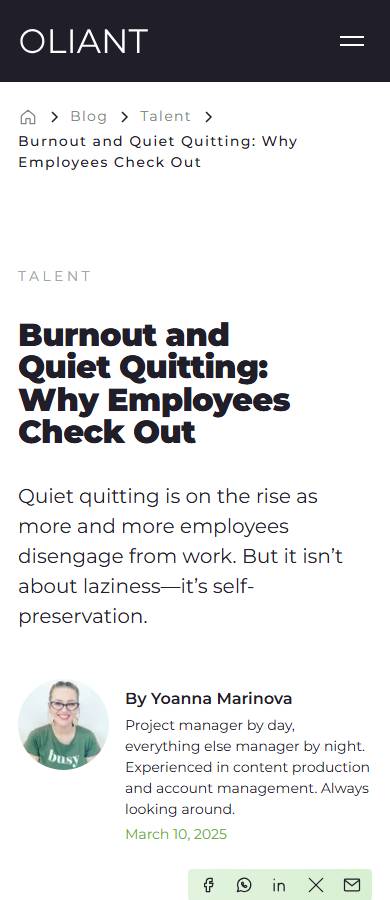 OLIANT
Blog
Talent
Burnout and Quiet Quitting: Why
Employees Check Out
TALENT
Burnout and
Quiet Quitting:
Why Employees
Check Out
Quiet quitting is on the rise as
more and more employees
disengage from work. But it isn’t
about laziness—it’s self-
preservation.
busy
By Yoanna Marinova
Project manager by day,
everything else manager by night.
Experienced in content production
and account management. Always
looking around.
March 10, 2025